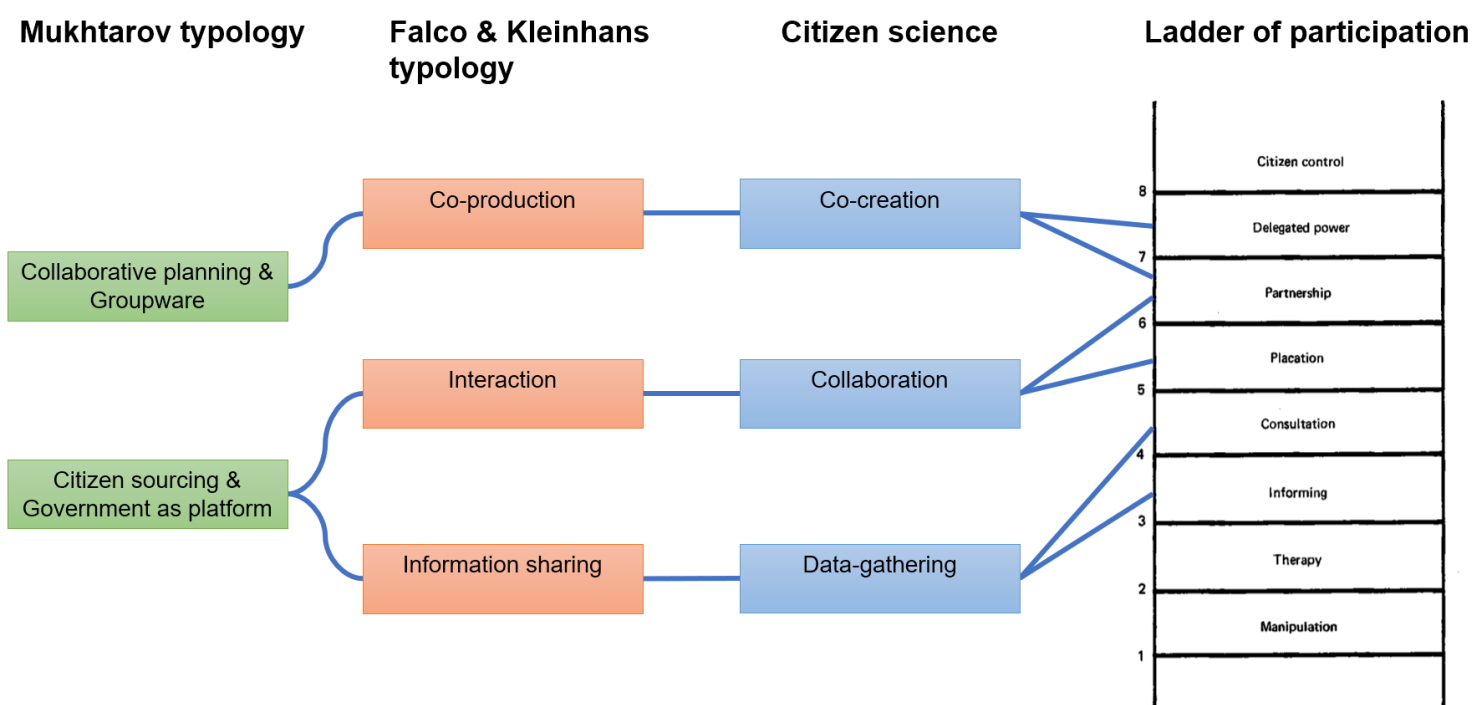 Mukhtarov typology
Falco & Kleinhans
typology
Citizen science
Ladder of participation
Collaborative planning &
Groupware
Citizen sourcing &
Government as platform
Co-production
Interaction
Information sharing
Co-creation
Collaboration
Data-gathering
Citizen control
8
Delegated power
7
Partnership
6
Placation
5
Consultation
4
Informing
3
Therapy
2
Manipulation
1